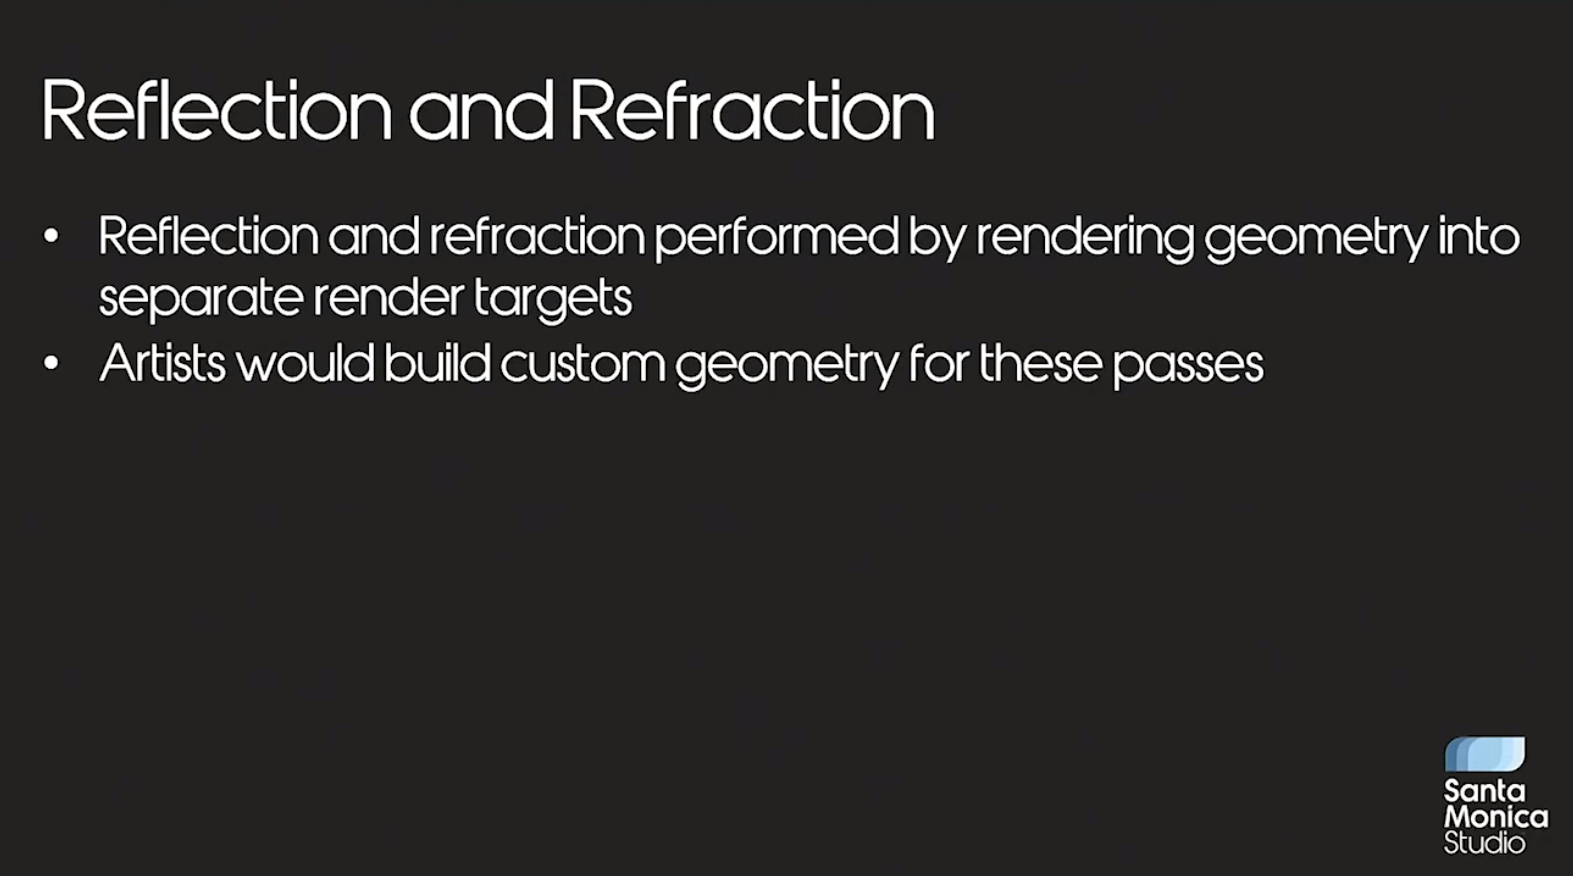 Reflection and Refraction
• Reflection and refraction performed by rendering geometry into
separate render targets
• Artists would build custom geometry for these passes
Santa
Monica
Studio